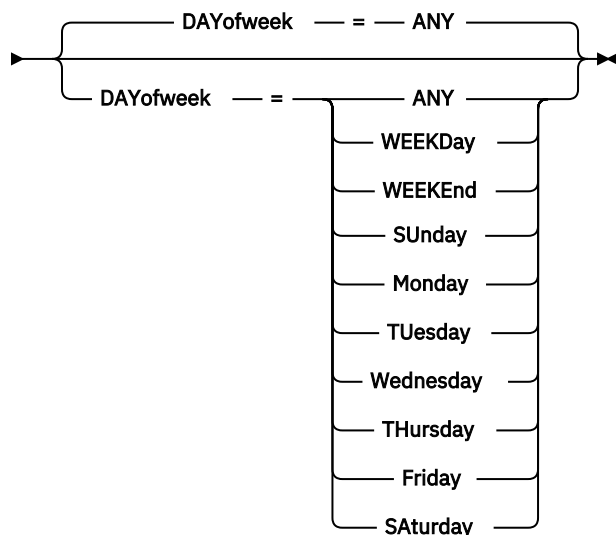 DAYofweek = ANY
DAYofweek = ANY
WEEKDay
WEEKEnd
SUnday
Monday
TUesday
Wednesday
THursday
Friday
SAturday